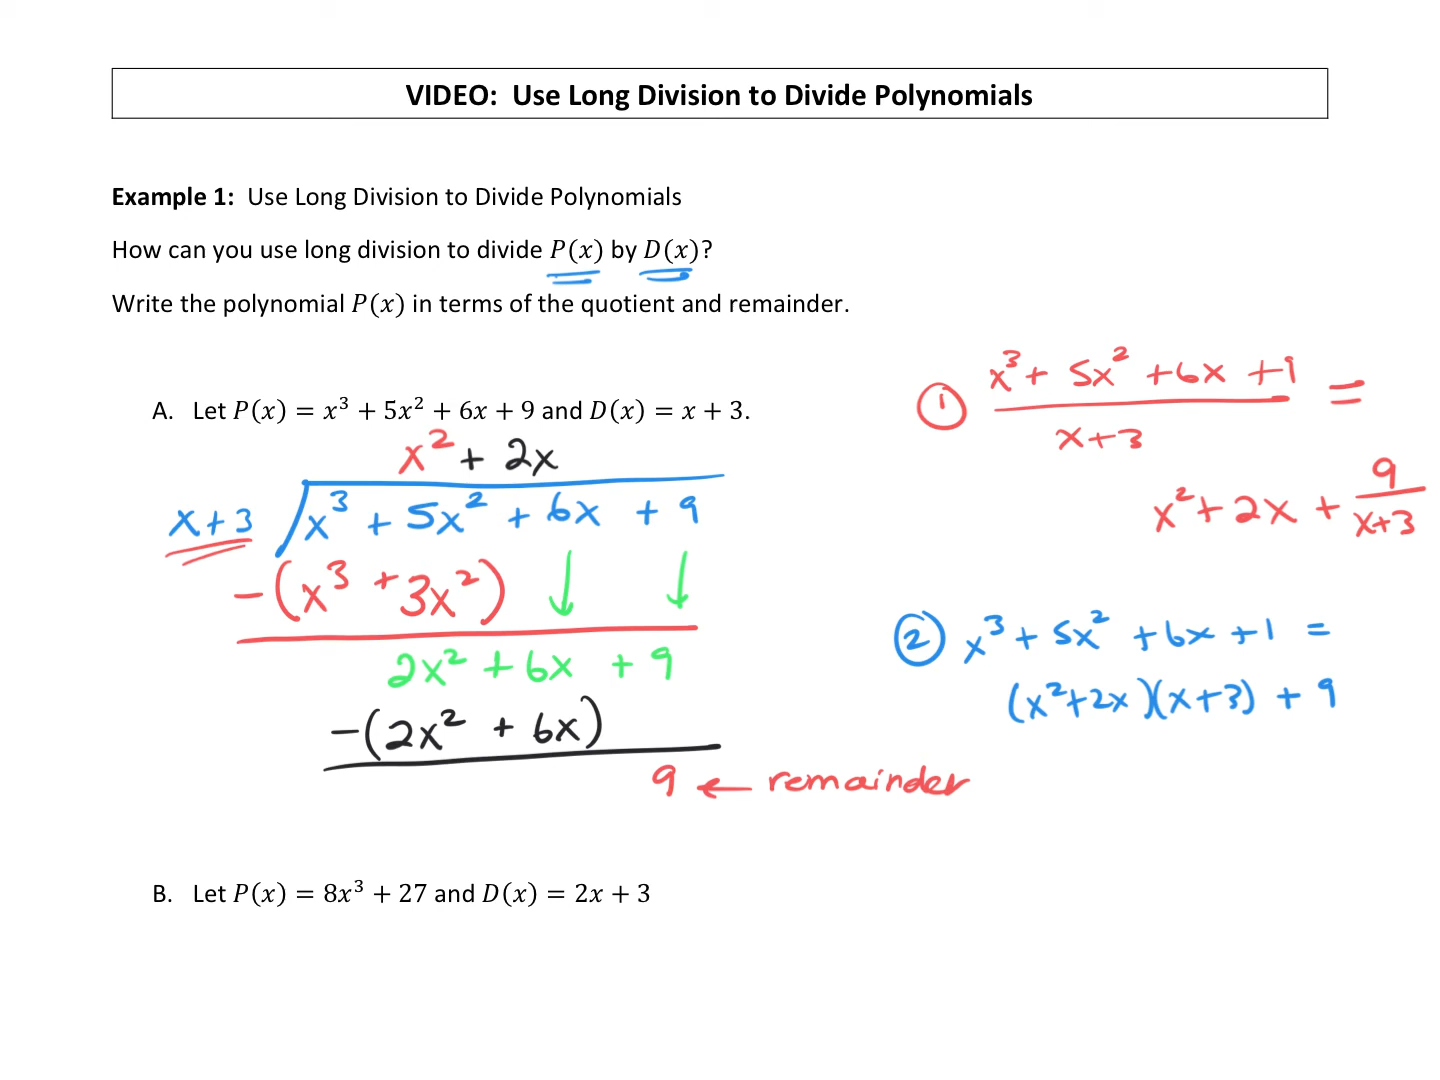 VIDEO: Use Long Division to Divide Polynomials
Example 1: Use Long Division to Divide Polynomials
How can you use long division to divide P(x) by D(x)?
Write the polynomial P(x) in terms of the quotient and remainder.
A. Let P(x) = x³ + 5x² + 6x + 9 and D(x) = x + 3.
x² + 2x
x+3 x³ + 5x² + 6x + 9
-(x³ + 3x²) ↓ ↓
2x² + 6x + 9
-(2x² + 6x)
9 ← remainder
① x³ + 5x² + 6x + 1 =
x+3
9
x² + 2x +
x+3
② x³ + 5x² + 6x + 1 =
(x²+2x)(x+3) + 9
B. Let P(x) = 8x³ + 27 and D(x) = 2x + 3